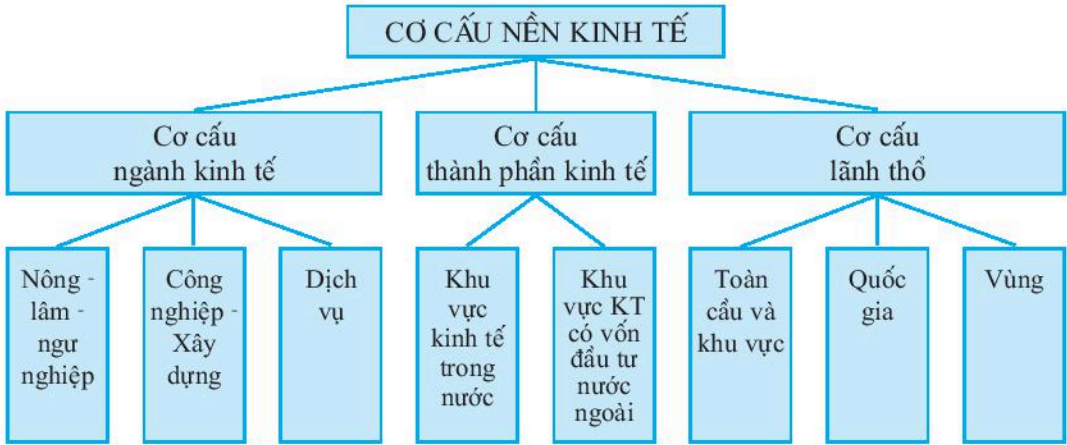 CƠ CẤU NỀN KINH TẾ
Cơ cấu
ngành kinh tế
Cơ cấu
thành phần kinh tế
Cơ cấu
lãnh thổ
Nông -
lâm -
ngư
nghiệp
Công
nghiệp -
Xây
dựng
Dịch
vụ
Khu
vực
kinh tế
trong
nước
Khu
vực KT
có vốn
đầu tư
nước
ngoài
Toàn
cầu và
khu vực
Quốc
gia
Vùng